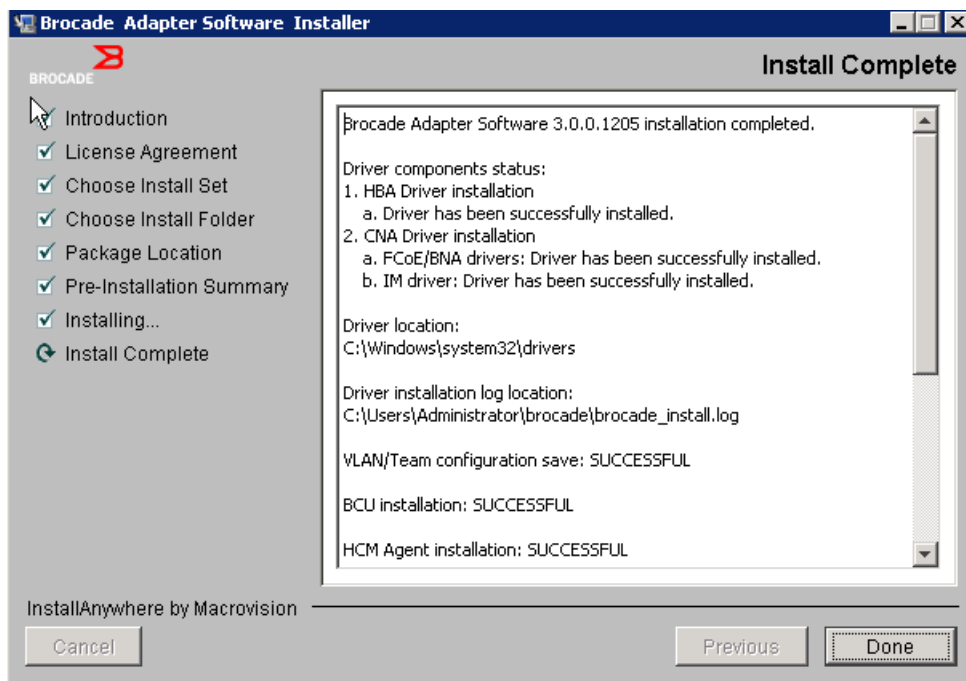 Brocade Adapter Software Installer
BROCADE
Install Complete
Introduction
License Agreement
Choose Install Set
Choose Install Folder
Package Location
Pre-Installation Summary
Installing...
Install Complete
Brocade Adapter Software 3.0.0.1205 installation completed.
Driver components status:
1. HBA Driver installation
a. Driver has been successfully installed.
2. CNA Driver installation
a. FCoE/BNA drivers: Driver has been successfully installed.
b. IM driver: Driver has been successfully installed.
Driver location:
C:\Windows\system32\drivers
Driver installation log location:
C:\Users\Administrator\brocade\brocade_install.log
VLAN/Team configuration save: SUCCESSFUL
BCU installation: SUCCESSFUL
HCM Agent installation: SUCCESSFUL
InstallAnywhere by Macrovision
Cancel
Previous
Done